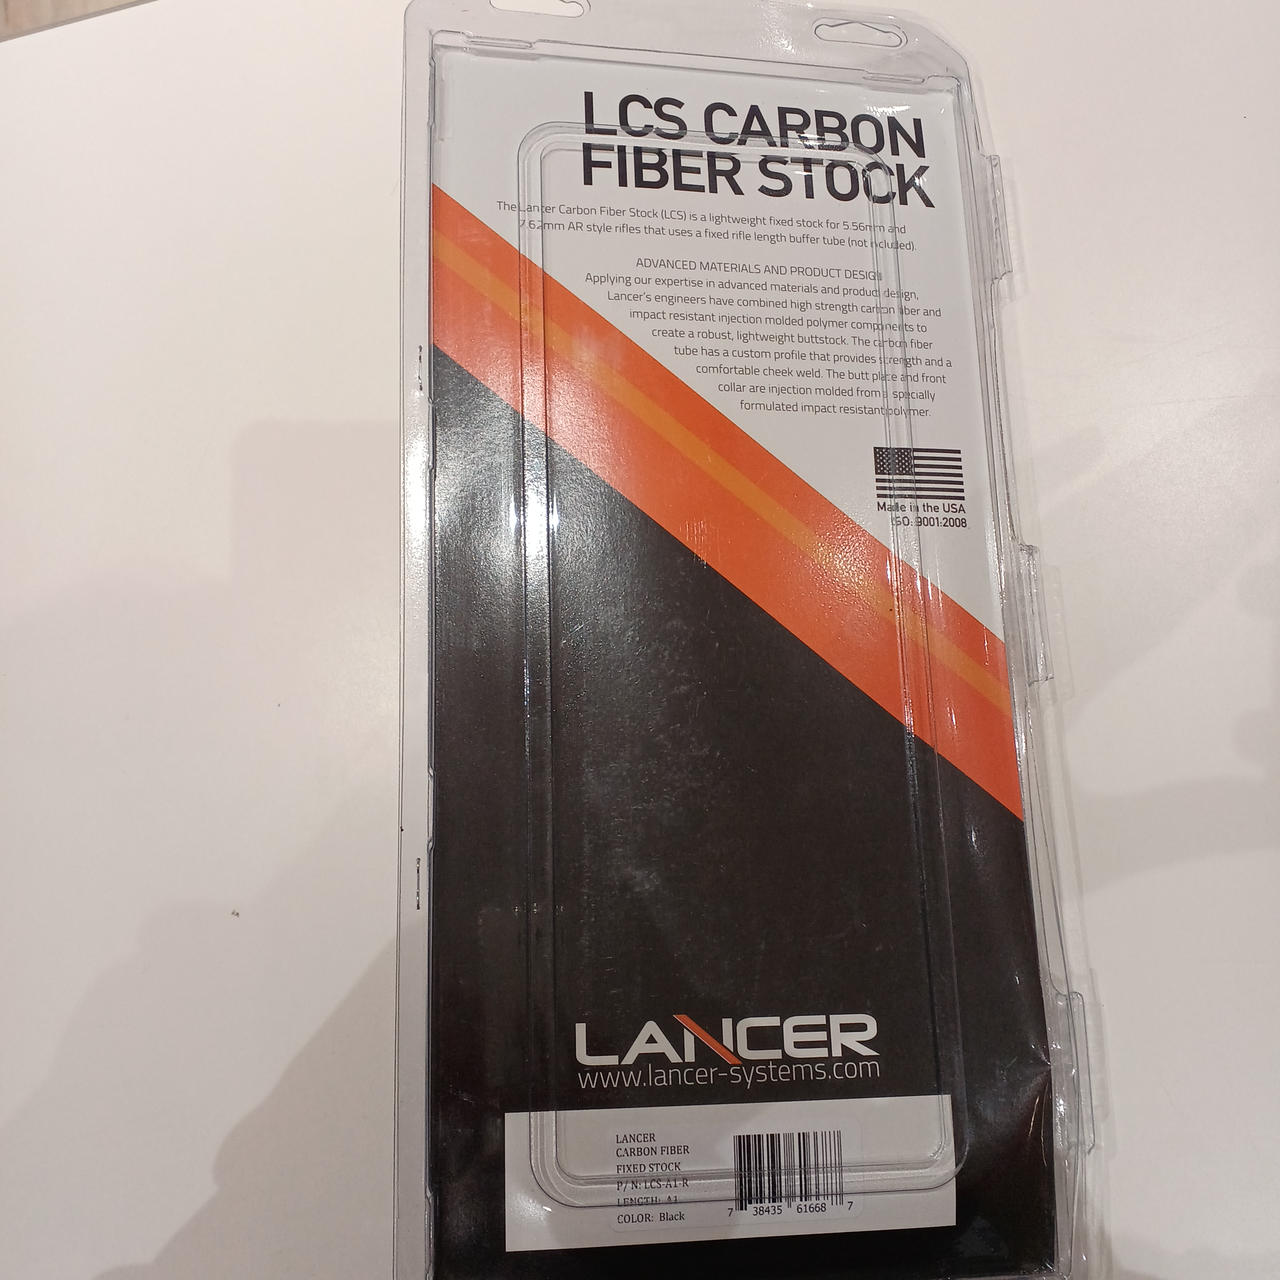 LCS CARBON
FIBER STOCK
The Lancer Carbon Fiber Stock (LCS) is a lightweight fixed stock for 5.56mm and
7.62mm AR style rifles that uses a fixed rifle length buffer tube (not included).
ADVANCED MATERIALS AND PRODUCT DESIGN
Applying our expertise in advanced materials and product design,
Lancer's engineers have combined high strength carbon fiber and
impact resistant injection molded polymer components to
create a robust, lightweight buttstock. The carbon fiber
tube has a custom profile that provides strength and a
comfortable cheek weld. The butt plate and front
collar are injection molded from a specially
formulated impact resistant polymer.
Made in the USA
ISO: 9001:2008
LANCER
www.lancer-systems.com
LANCER
CARBON FIBER
FIXED STOCK
P/ N: LCS-A1-R
LENGTH: A1
COLOR: Black
7 38435 61668 7